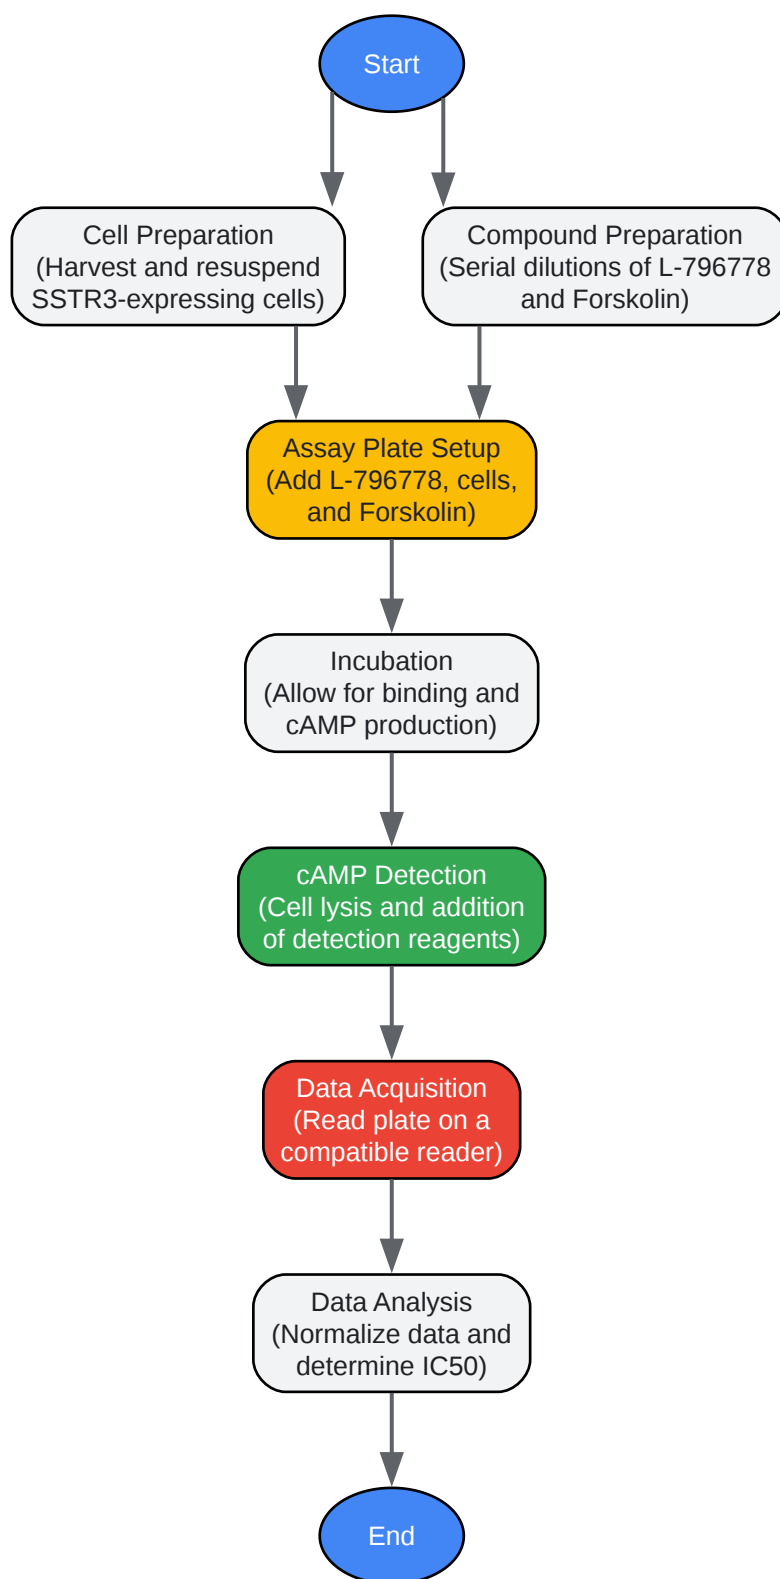 Start
Cell Preparation
(Harvest and resuspend
SSTR3-expressing cells)
Compound Preparation
(Serial dilutions of L-796778
and Forskolin)
Assay Plate Setup
(Add L-796778, cells,
and Forskolin)
Incubation
(Allow for binding and
cAMP production)
cAMP Detection
(Cell lysis and addition
of detection reagents)
Data Acquisition
(Read plate on a
compatible reader)
Data Analysis
(Normalize data and
determine IC50)
End